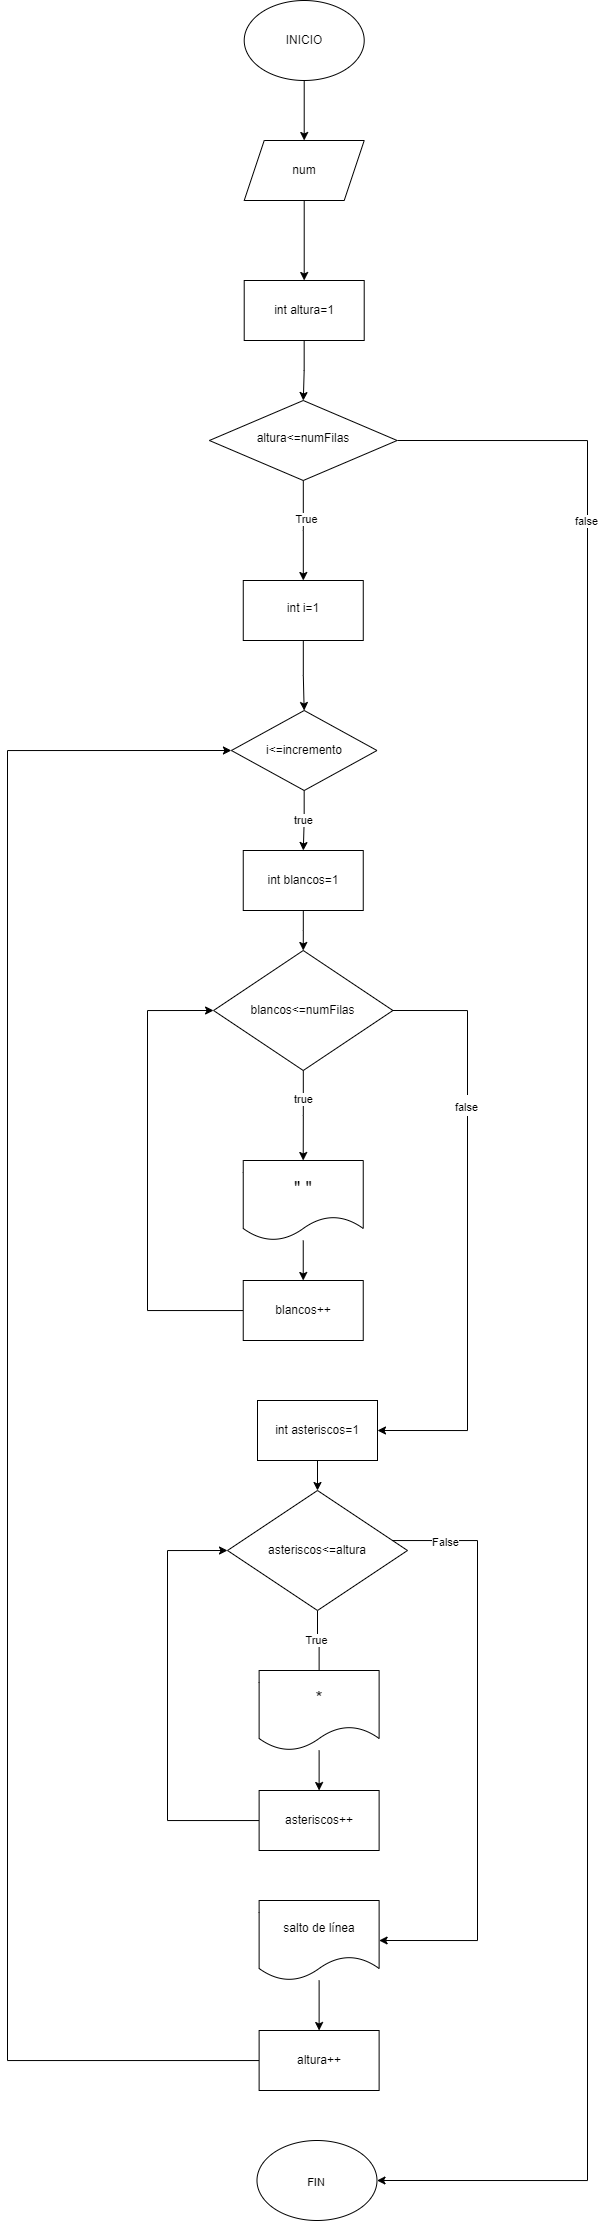 INICIO
num
int altura=1
altura<=numFilas
True
false
int i=1
i<=incremento
true
int blancos=1
blancos<=numFilas
true
false
" "
blancos++
int asteriscos=1
asteriscos<=altura
False
True
*
asteriscos++
salto de línea
altura++
FIN